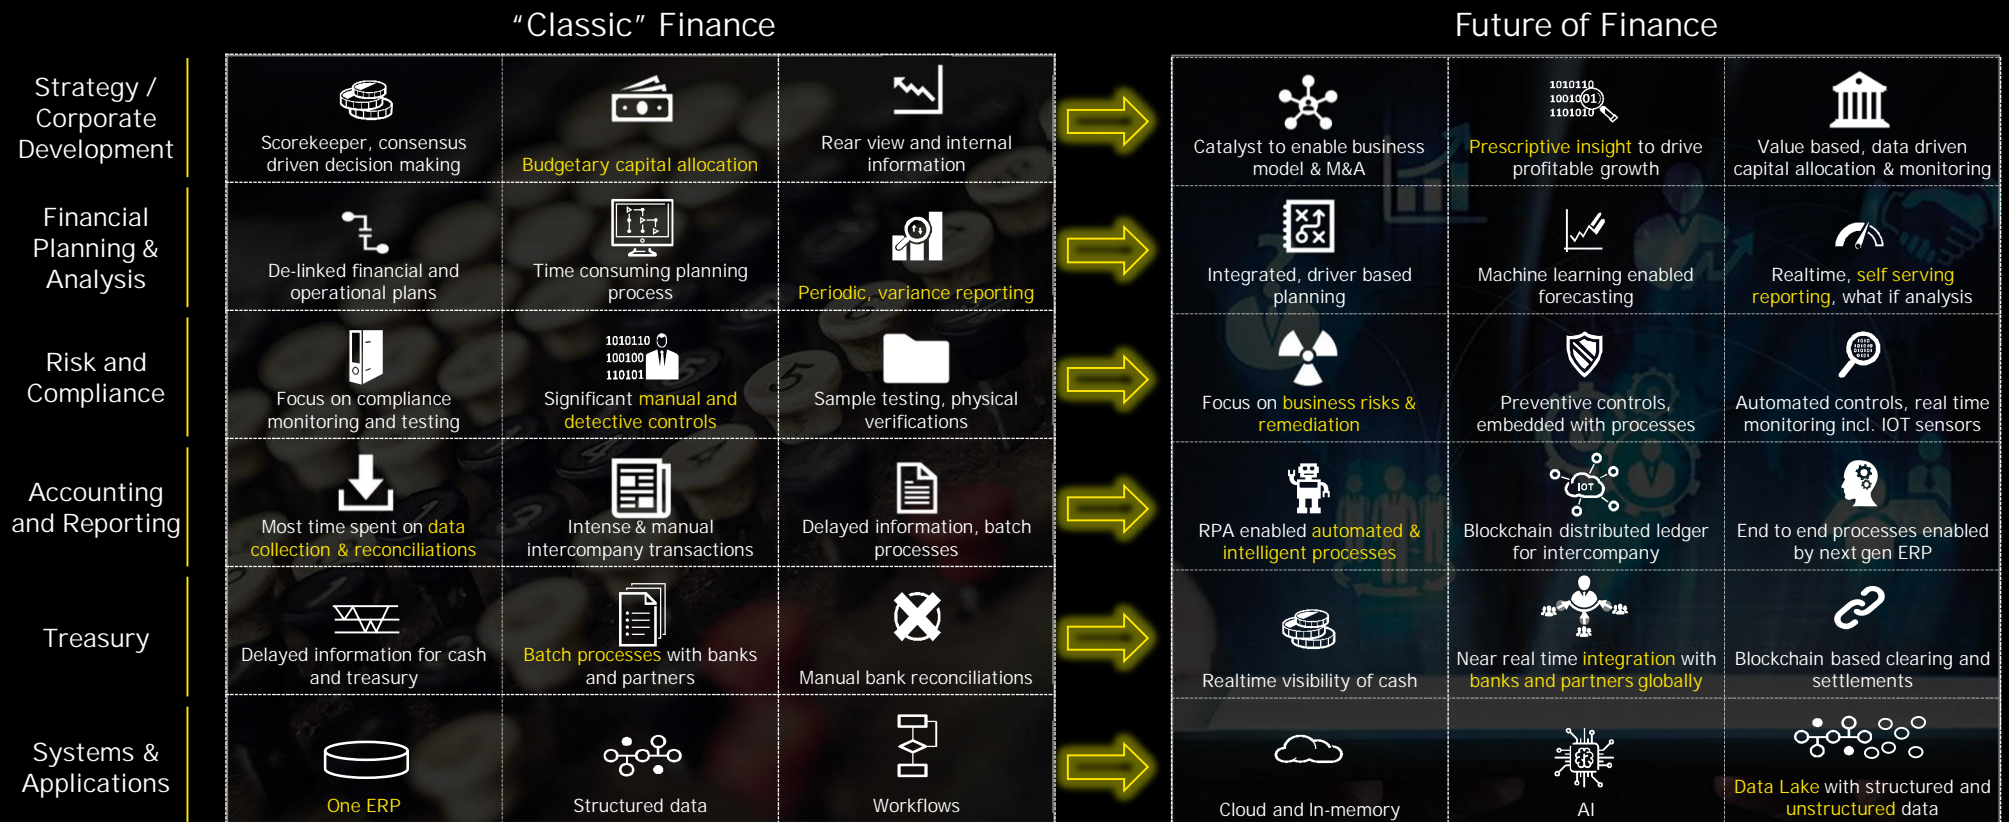 "Classic" Finance
Future of Finance
Strategy /
Corporate
Development
Scorekeeper, consensus
driven decision making
Budgetary capital allocation
Rear view and internal
information
1010110
1001001
1101010
Catalyst to enable business
model & M&A
Prescriptive insight to drive
profitable growth
Value based, data driven
capital allocation & monitoring
Financial
Planning &
Analysis
De-linked financial and
operational plans
Time consuming planning
process
Periodic, variance reporting
Integrated, driver based
planning
Machine learning enabled
forecasting
Realtime, self serving
reporting, what if analysis
Risk and
Compliance
Focus on compliance
monitoring and testing
1010110
100100
110101
Significant manual and
detective controls
Sample testing, physical
verifications
Focus on business risks &
remediation
Preventive controls,
embedded with processes
Automated controls, real time
monitoring incl. IOT sensors
Accounting
and Reporting
Most time spent on data
collection & reconciliations
Intense & manual
intercompany transactions
Delayed information, batch
processes
RPA enabled automated &
intelligent processes
IOT
Blockchain distributed ledger
for intercompany
End to end processes enabled
by next gen ERP
Treasury
Delayed information for cash
and treasury
Batch processes with banks
and partners
Manual bank reconciliations
Realtime visibility of cash
Near real time integration with
banks and partners globally
Blockchain based clearing and
settlements
Systems &
Applications
One ERP
Structured data
Workflows
Cloud and In-memory
AI
Data Lake with structured and
unstructured data